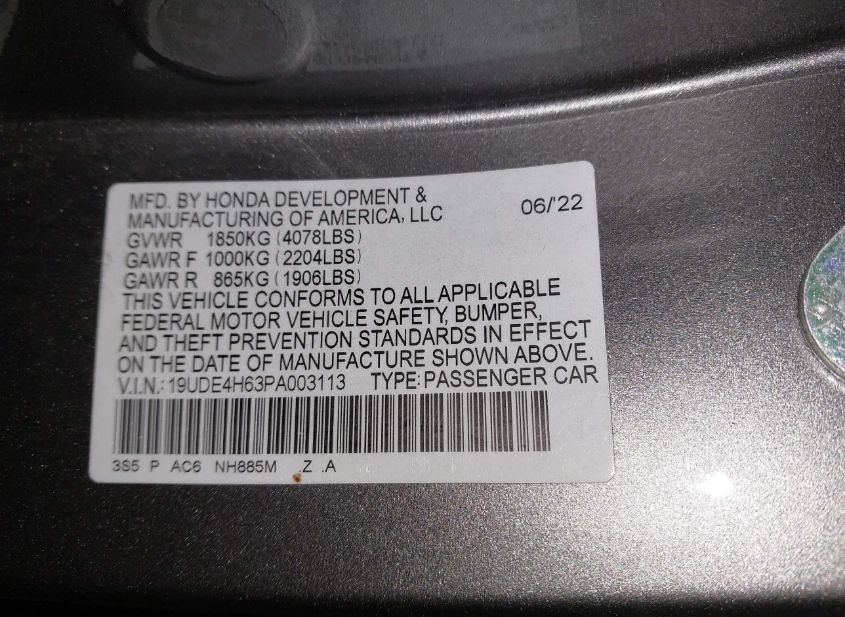 MFD. BY HONDA DEVELOPMENT &
MANUFACTURING OF AMERICA, LLC
06/'22
GVWR 1850KG (4078LBS)
GAWR F 1000KG (2204LBS)
GAWR R 865KG (1906LBS)
THIS VEHICLE CONFORMS TO ALL APPLICABLE
FEDERAL MOTOR VEHICLE SAFETY, BUMPER,
AND THEFT PREVENTION STANDARDS IN EFFECT
ON THE DATE OF MANUFACTURE SHOWN ABOVE.
V.I.N.: 19UDE4H63PA003113 TYPE: PASSENGER CAR
3S5 P AC6 NH885M .Z .A